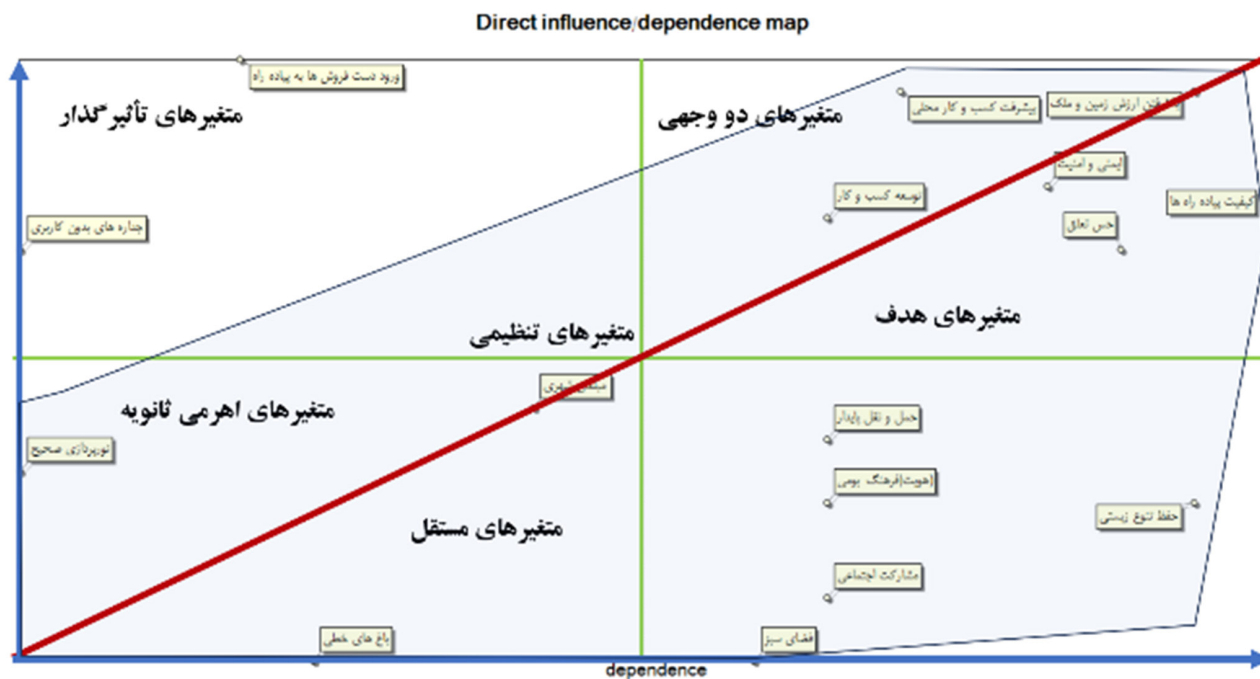 Direct influence/dependence map
ورود دست فروش ها به پیاده راه
متغیرهای تأثیرگذار
متغیرهای دو وجهی
پیشرفت کسب و کار محلی
ارزش زمین و ملک
ایمنی و امنیت
توسعه کسب و کار
کیفیت پیاده راه ها
جداره های بدون کاربری
حس تعلق
متغیرهای هدف
متغیرهای تنظیمی
شهری
متغیرهای اهرمی ثانویه
حمل و نقل پایدار
نورپردازی صحیح
(هویت)فرهنگ بومی
حفظ تنوع زیستی
متغیرهای مستقل
مشارکت اجتماعی
باغ های خطی
فضای سبز
dependence